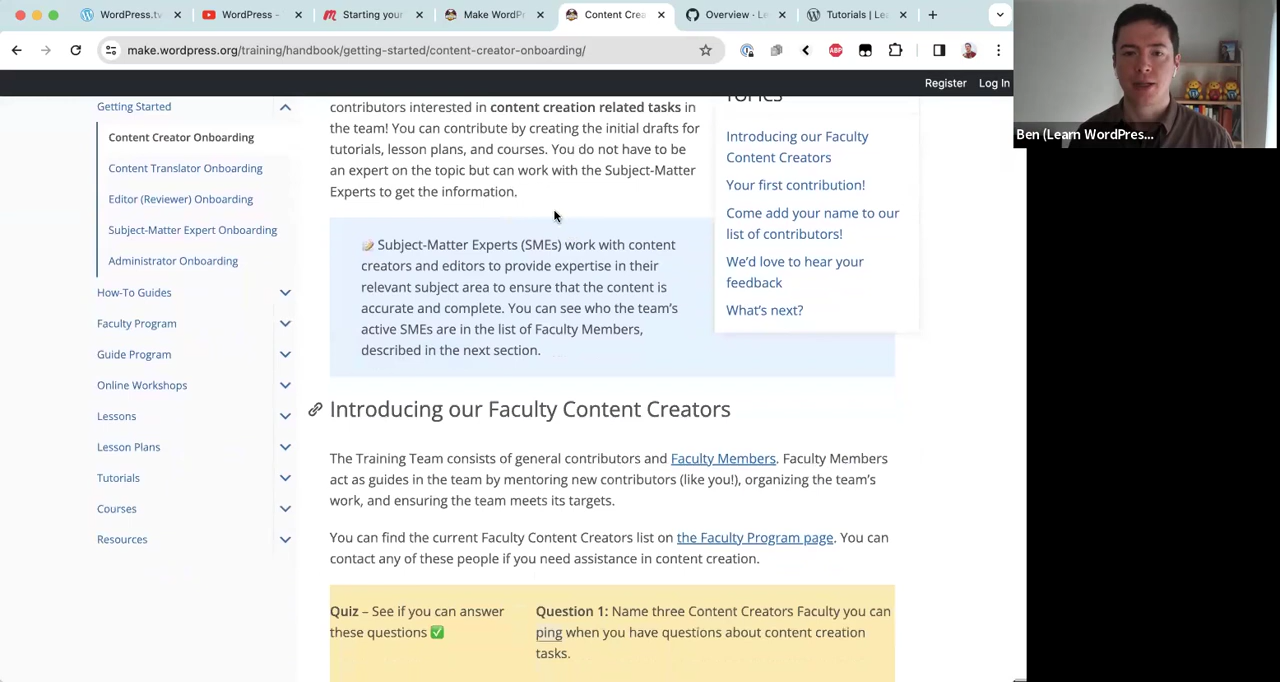 WordPress.tv
WordPress -
Starting your
Make WordPr
Content Crea
Overview · Le
Tutorials | Lea
make.wordpress.org/training/handbook/getting-started/content-creator-onboarding/
ABP
Register
Log In
Ben (Learn WordPres...
Getting Started
Content Creator Onboarding
Content Translator Onboarding
Editor (Reviewer) Onboarding
Subject-Matter Expert Onboarding
Administrator Onboarding
How-To Guides
Faculty Program
Guide Program
Online Workshops
Lessons
Lesson Plans
Tutorials
Courses
Resources
contributors interested in content creation related tasks in
the team! You can contribute by creating the initial drafts for
tutorials, lesson plans, and courses. You do not have to be
an expert on the topic but can work with the Subject-Matter
Experts to get the information.
TOPICS
Introducing our Faculty
Content Creators
Your first contribution!
Come add your name to our
list of contributors!
We'd love to hear your
feedback
What's next?
Subject-Matter Experts (SMEs) work with content
creators and editors to provide expertise in their
relevant subject area to ensure that the content is
accurate and complete. You can see who the team's
active SMEs are in the list of Faculty Members,
described in the next section.
Introducing our Faculty Content Creators
The Training Team consists of general contributors and Faculty Members. Faculty Members
act as guides in the team by mentoring new contributors (like you!), organizing the team's
work, and ensuring the team meets its targets.
You can find the current Faculty Content Creators list on the Faculty Program page. You can
contact any of these people if you need assistance in content creation.
Quiz – See if you can answer
these questions ✅
Question 1: Name three Content Creators Faculty you can
ping when you have questions about content creation
tasks.